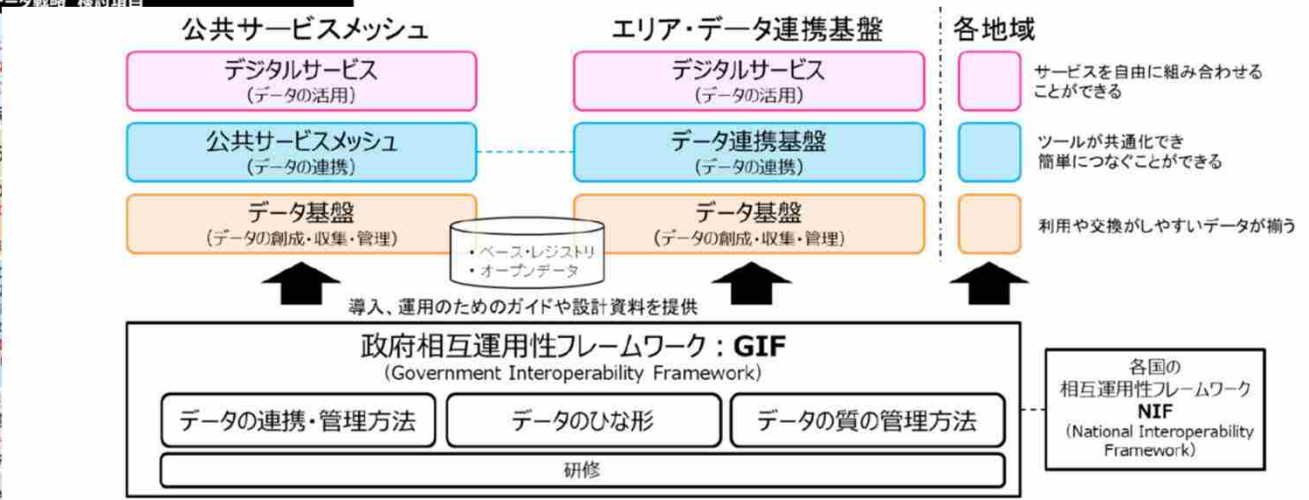 データ戦略 検討項目
公共サービスメッシュ
エリア・データ連携基盤
各地域
デジタルサービス
(データの活用)
デジタルサービス
(データの活用)
サービスを自由に組み合わせる
ことができる
公共サービスメッシュ
(データの連携)
データ連携基盤
(データの連携)
ツールが共通化でき
簡単につなぐことができる
データ基盤
(データの創成・収集・管理)
・ベース・レジストリ
・オープンデータ
データ基盤
(データの創成・収集・管理)
利用や交換がしやすいデータが揃う
導入、運用のためのガイドや設計資料を提供
政府相互運用性フレームワーク：GIF
(Government Interoperability Framework)
データの連携・管理方法
データのひな形
データの質の管理方法
研修
各国の
相互運用性フレームワーク
NIF
(National Interoperability
Framework)